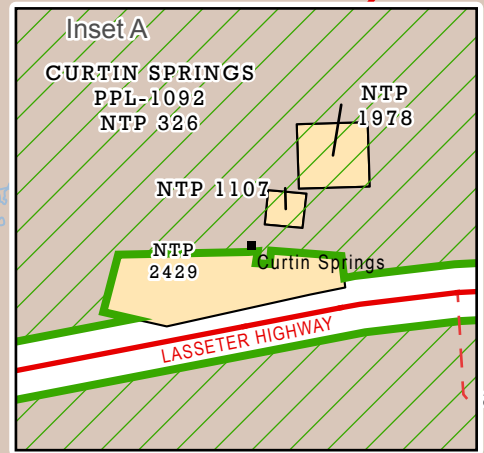 Inset A
CURTIN SPRINGS
PPL-1092
NTP 326
NTP
1978
NTP 1107
NTP
2429
Curtin Springs
LASSETER HIGHWAY